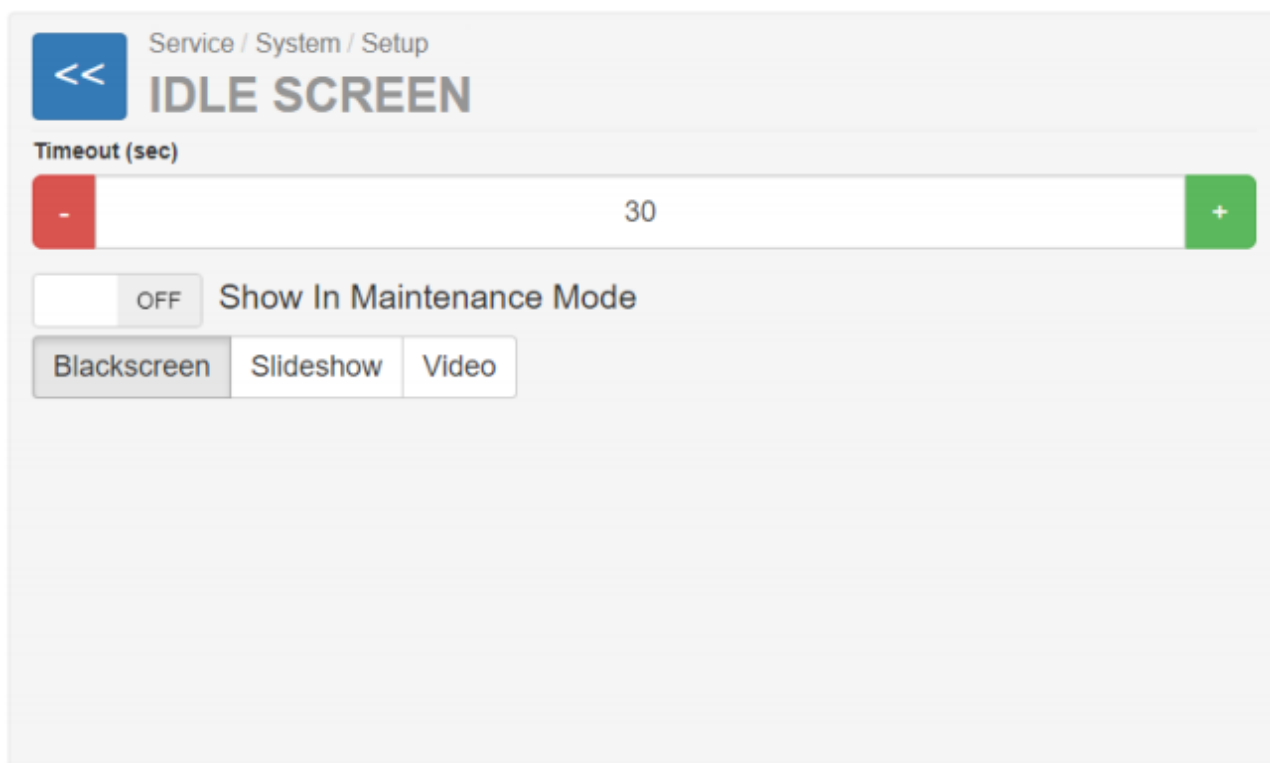 << Service / System / Setup
IDLE SCREEN
Timeout (sec)
- 30 +
OFF Show In Maintenance Mode
Blackscreen Slideshow Video